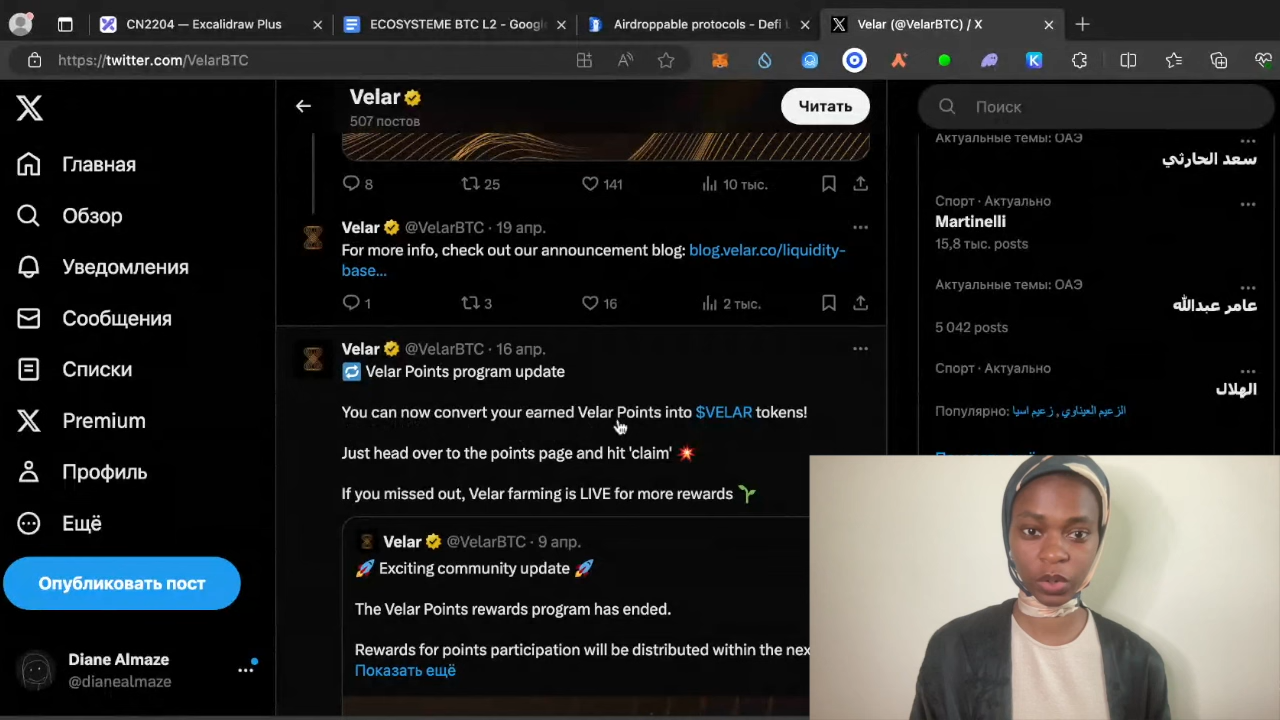 CN2204 — Excalidraw Plus
ECOSYSTEME BTC L2 - Google
Airdroppable protocols - Defi
Velar (@VelarBTC) / X
https://twitter.com/VelarBTC
Velar
507 постов
Читать
Поиск
Главная
Обзор
Уведомления
Сообщения
Списки
Premium
Профиль
Ещё
Опубликовать пост
Diane Almaze
@dianealmaze
8 25 141 10 тыс.
Velar @VelarBTC · 19 апр.
For more info, check out our announcement blog: blog.velar.co/liquidity-
base...
1 3 16 2 тыс.
Velar @VelarBTC · 16 апр.
Velar Points program update
You can now convert your earned Velar Points into $VELAR tokens!
Just head over to the points page and hit 'claim'
If you missed out, Velar farming is LIVE for more rewards
Velar @VelarBTC · 9 апр.
Exciting community update
The Velar Points rewards program has ended.
Rewards for points participation will be distributed within the nex
Показать ещё
Актуальные темы: ОАЭ
سعد الحارثي
Спорт · Актуально
Martinelli
15,8 тыс. posts
Актуальные темы: ОАЭ
عامر عبدالله
5 042 posts
Спорт · Актуально
الهلال
Популярно: الزعيم العيناوي, زعيم اسيا